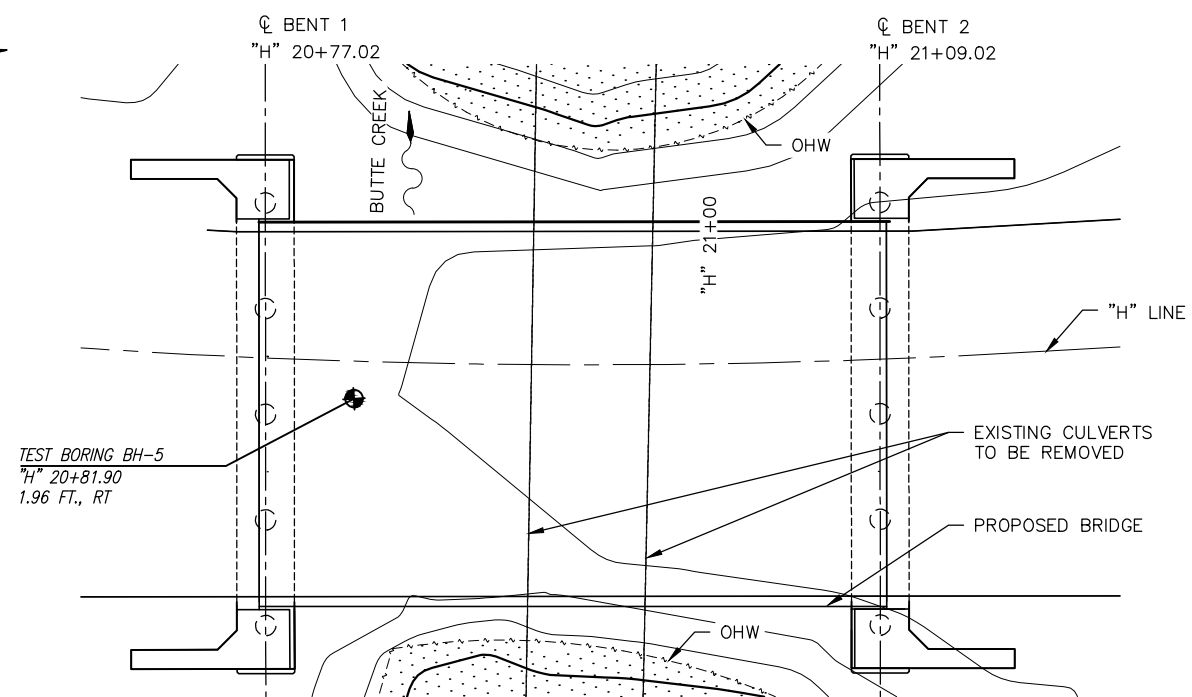 ℄ BENT 1
"H" 20+77.02
℄ BENT 2
"H" 21+09.02
BUTTE CREEK
OHW
"H" 21+00
"H" LINE
TEST BORING BH-5
"H" 20+81.90
1.96 FT., RT
EXISTING CULVERTS
TO BE REMOVED
PROPOSED BRIDGE
OHW